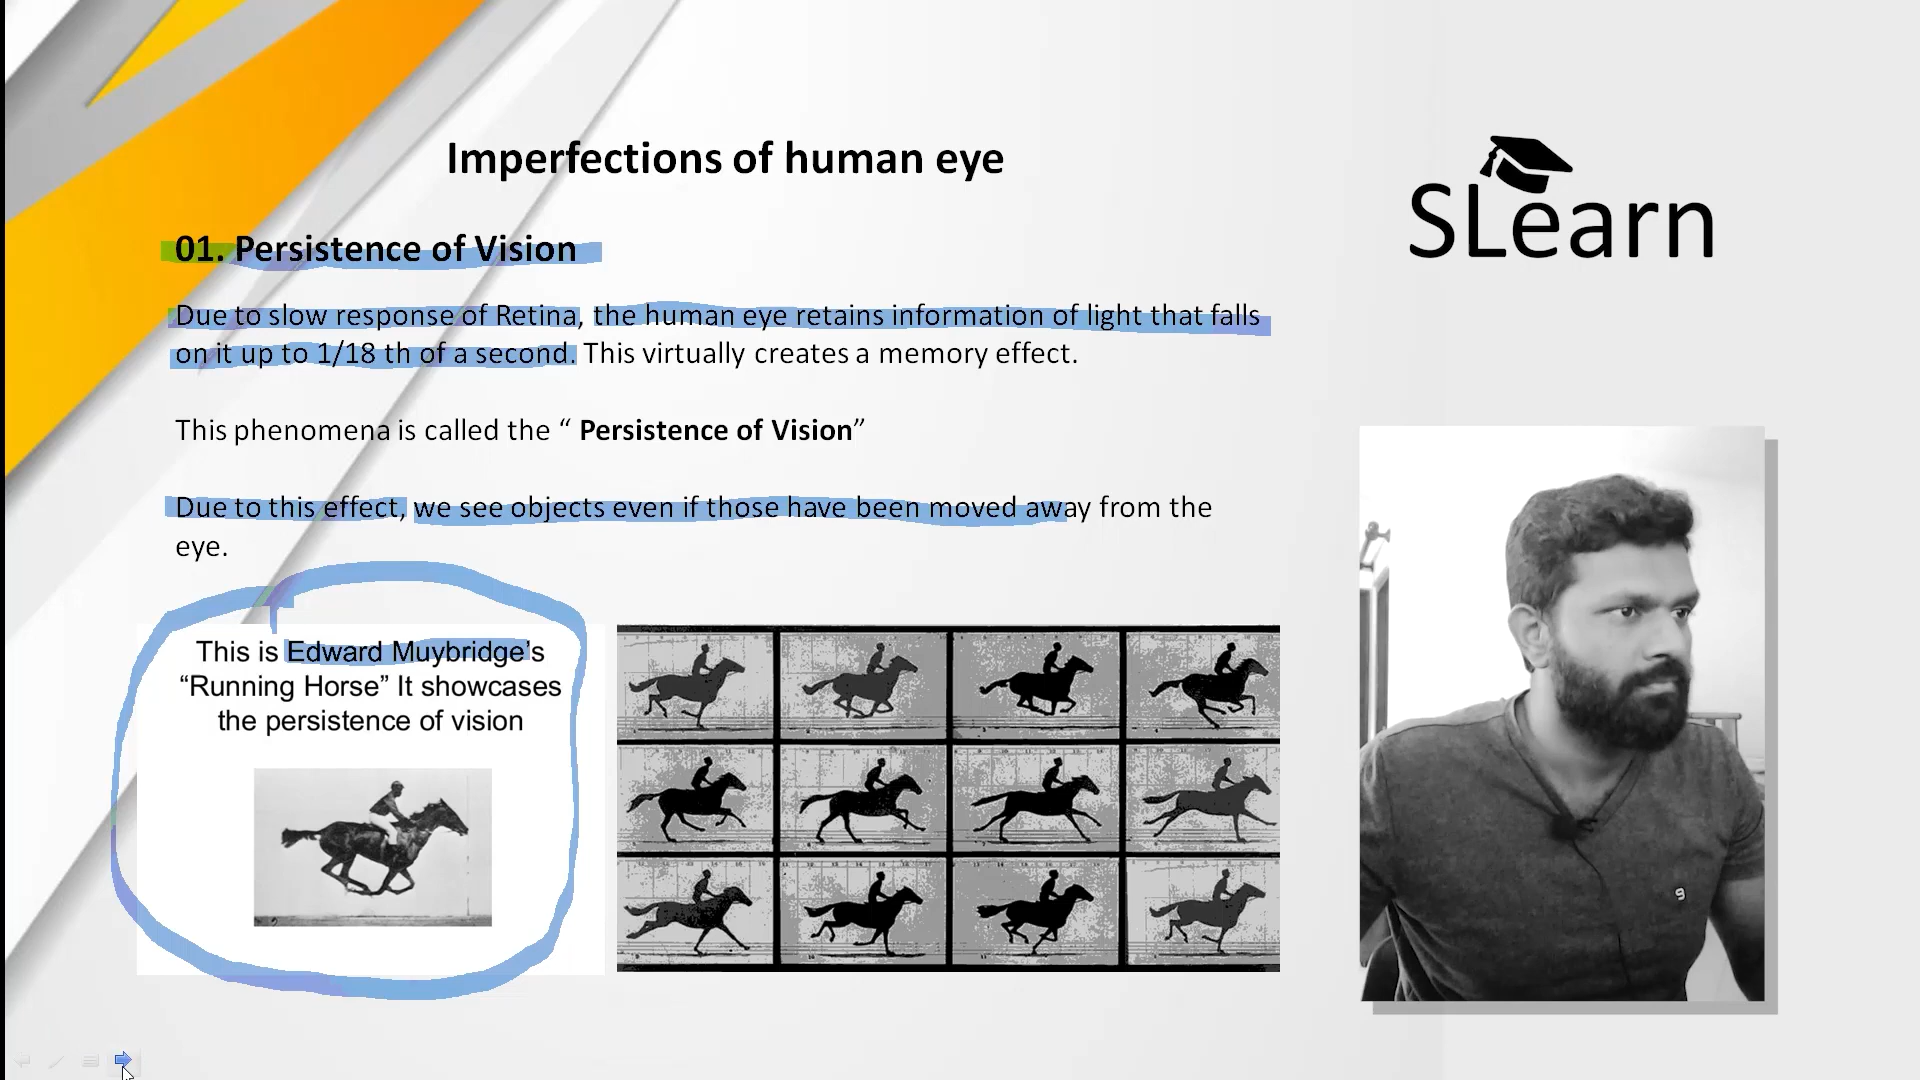 Imperfections of human eye
SLearn
01. Persistence of Vision
Due to slow response of Retina, the human eye retains information of light that falls
on it up to 1/18 th of a second. This virtually creates a memory effect.
This phenomena is called the “ Persistence of Vision”
Due to this effect, we see objects even if those have been moved away from the
eye.
This is Edward Muybridge’s
“Running Horse” It showcases
the persistence of vision